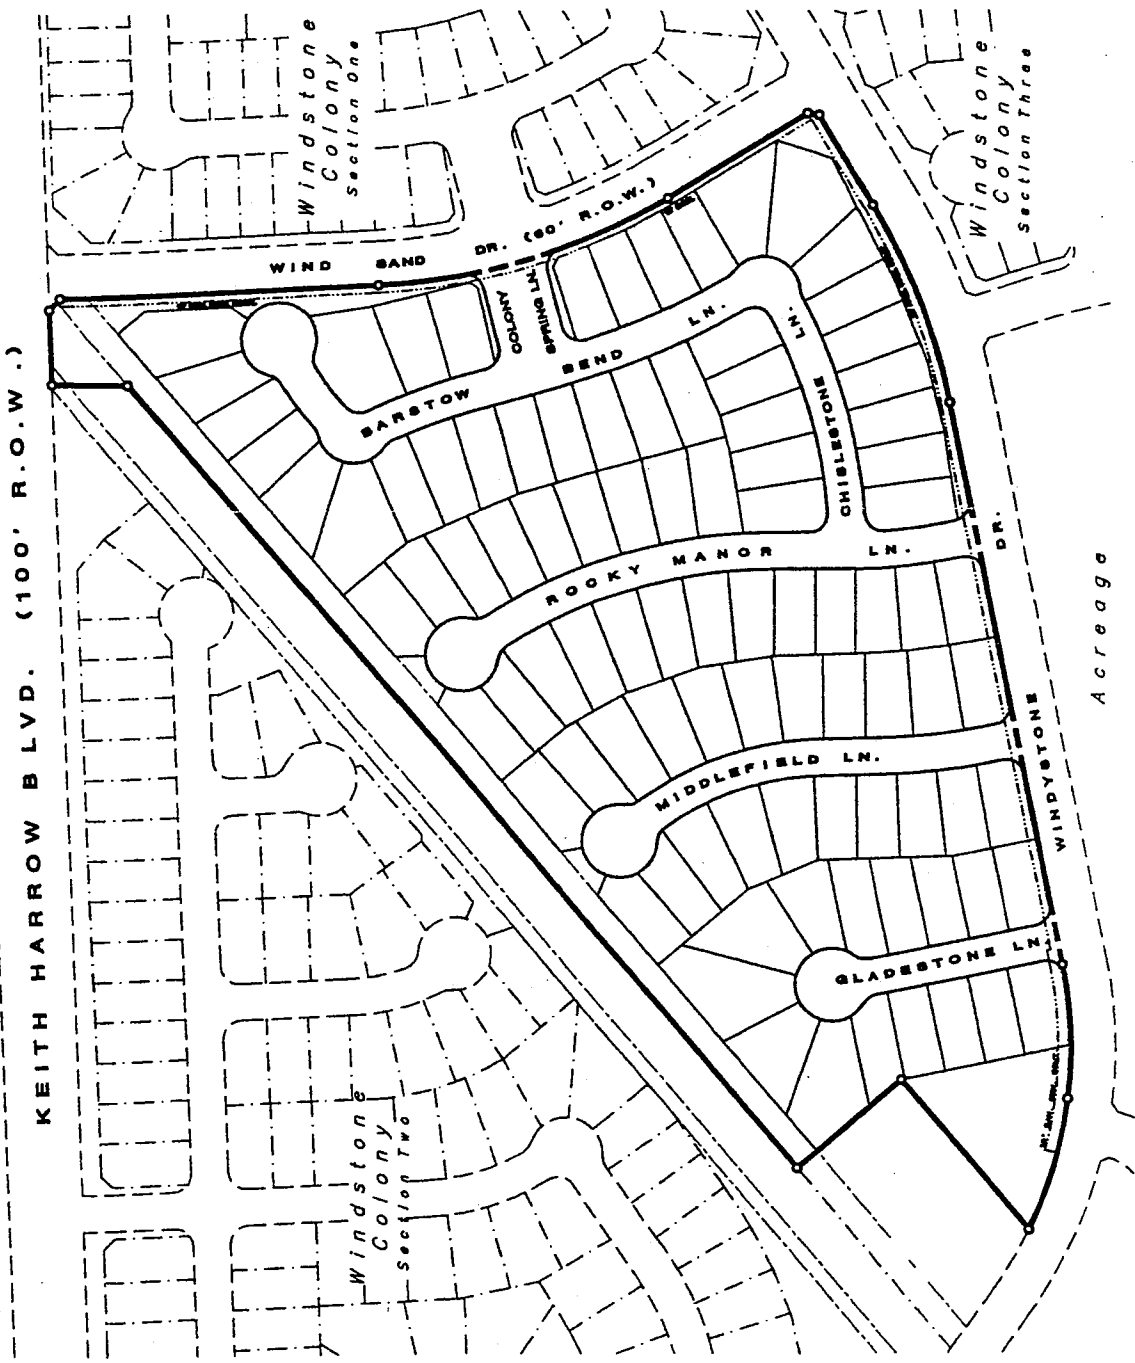 Windstone
Colony
Section One
Windstone
Colony
Section Three
WIND SAND DR. (60' R.O.W.)
COLONY
SPRING LN.
BARSTOW BEND LN.
CHISLESTONE LN.
ROCKY MANOR LN.
MIDDLEFIELD LN.
GLADESTONE LN.
WINDYSTONE DR.
Acreage
KEITH HARROW BLVD. (100' R.O.W.)
Windstone
Colony
Section Two